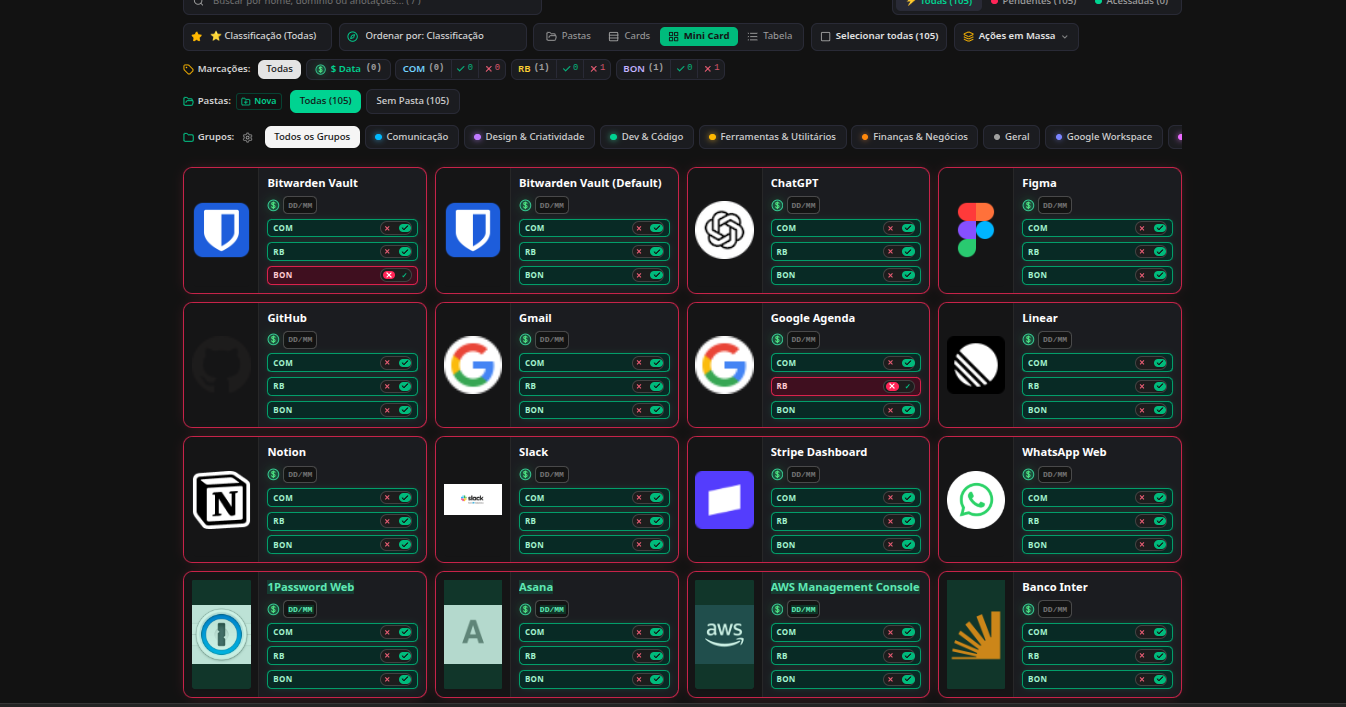 Buscar por nome, domínio ou anotações... ( / )
⚡ Todas (105) Pendentes (105) Acessadas (0)
⭐ Classificação (Todas) Ordenar por: Classificação Pastas Cards Mini Card Tabela Selecionar todas (105) Ações em Massa
Marcações: Todas $ Data (0) COM (0) ✓ 0 ✕ 0 RB (1) ✓ 0 ✕ 1 BON (1) ✓ 0 ✕ 1
Pastas: Nova Todas (105) Sem Pasta (105)
Grupos: Todos os Grupos Comunicação Design & Criatividade Dev & Código Ferramentas & Utilitários Finanças & Negócios Geral Google Workspace
Bitwarden Vault
$ DD/MM
COM
RB
BON
Bitwarden Vault (Default)
$ DD/MM
COM
RB
BON
ChatGPT
$ DD/MM
COM
RB
BON
Figma
$ DD/MM
COM
RB
BON
GitHub
$ DD/MM
COM
RB
BON
Gmail
$ DD/MM
COM
RB
BON
Google Agenda
$ DD/MM
COM
RB
BON
Linear
$ DD/MM
COM
RB
BON
Notion
$ DD/MM
COM
RB
BON
slack
Slack
$ DD/MM
COM
RB
BON
Stripe Dashboard
$ DD/MM
COM
RB
BON
WhatsApp Web
$ DD/MM
COM
RB
BON
1Password Web
$ DD/MM
COM
RB
BON
A
Asana
$ DD/MM
COM
RB
BON
aws
AWS Management Console
$ DD/MM
COM
RB
BON
Banco Inter
$ DD/MM
COM
RB
BON